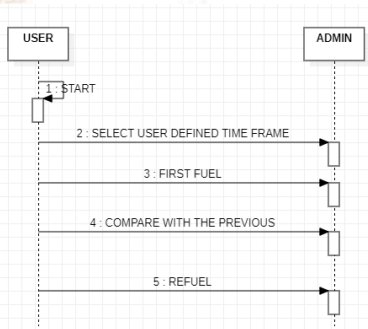 USER
ADMIN
1 : START
2 : SELECT USER DEFINED TIME FRAME
3 : FIRST FUEL
4 : COMPARE WITH THE PREVIOUS
5 : REFUEL